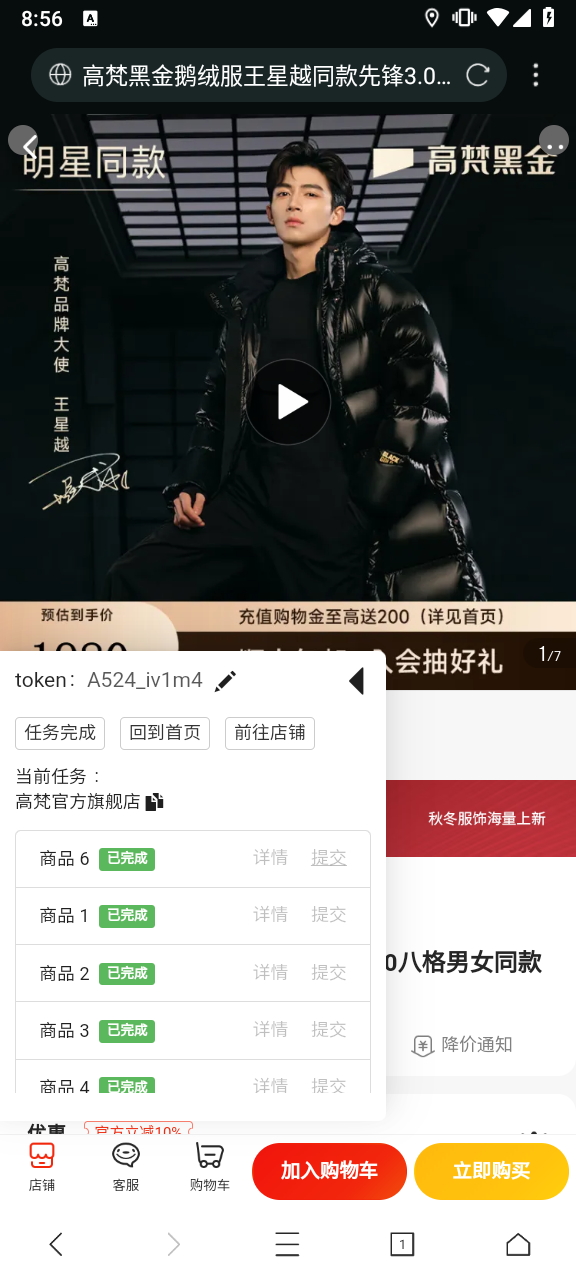 8:56
高梵黑金鹅绒服王星越同款先锋3.0...
明星同款
高梵黑金
高梵品牌大使 王星越
预估到手价
充值购物金至高送200（详见首页）
会抽好礼
1/7
token： A524_iv1m4
任务完成 回到首页 前往店铺
当前任务：
高梵官方旗舰店
秋冬服饰海量上新
商品 6 已完成 详情 提交
商品 1 已完成 详情 提交
商品 2 已完成 详情 提交
0八格男女同款
商品 3 已完成 详情 提交
降价通知
商品 4 已完成 详情 提交
优惠 官方立减10%
店铺 客服 购物车 加入购物车 立即购买
1